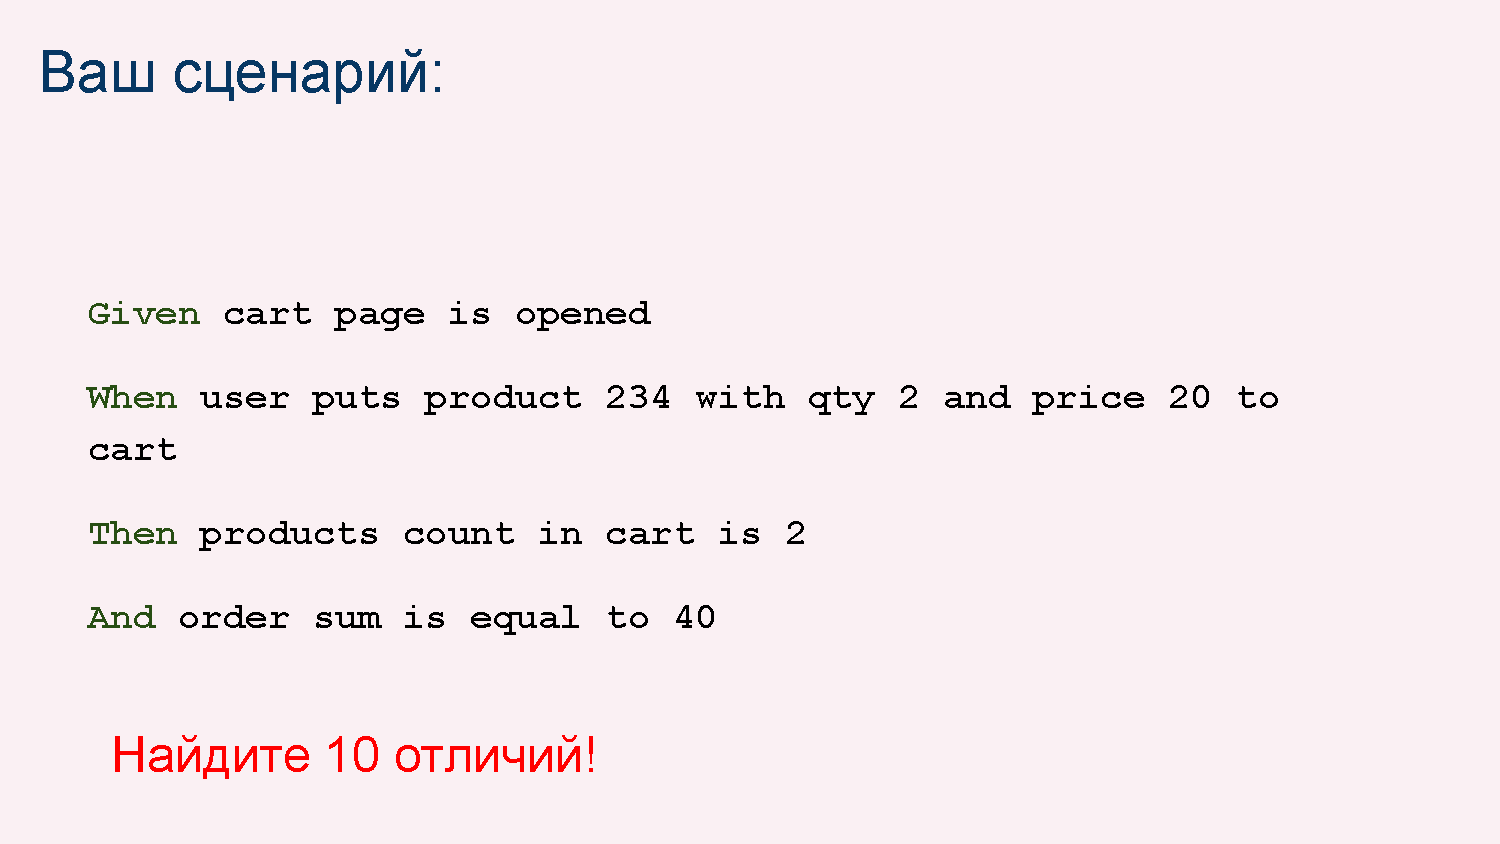 Ваш сценарий:
Given cart page is opened
When user puts product 234 with qty 2 and price 20 to
cart
Then products count in cart is 2
And order sum is equal to 40
Найдите 10 отличий!